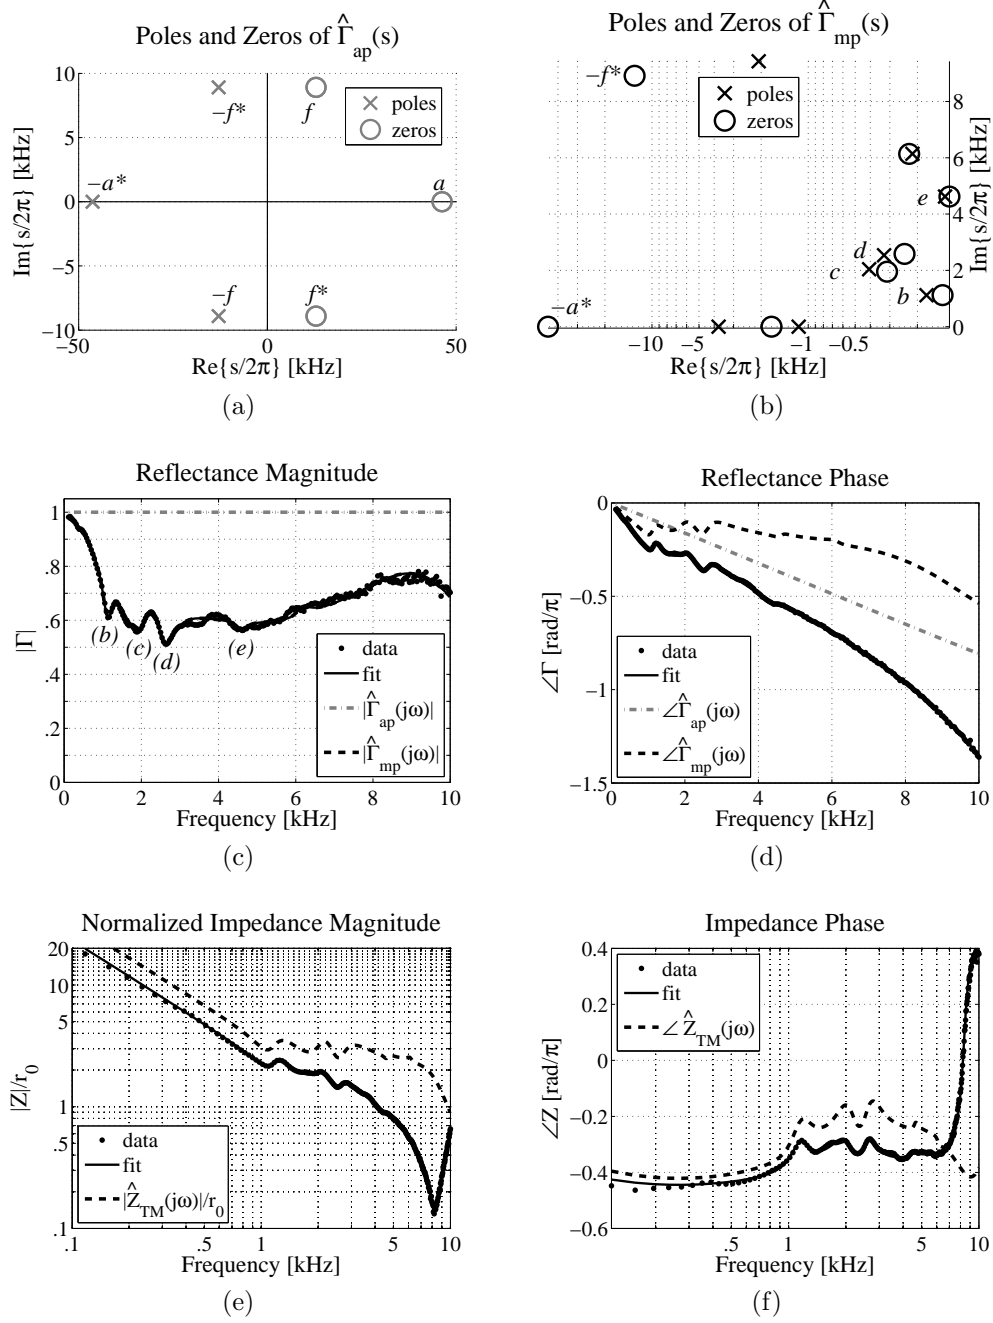 Poles and Zeros of Γ̂ap(s)
10
5
0
−5
−10
−50
0
50
Im{s/2π} [kHz]
Re{s/2π} [kHz]
−f*
f
−a*
a
−f
f*
poles
zeros
(a)
Poles and Zeros of Γ̂mp(s)
−f*
poles
zeros
e
d
c
b
−a*
8
6
4
2
0
−10
−5
−1
−0.5
Im{s/2π} [kHz]
Re{s/2π} [kHz]
(b)
Reflectance Magnitude
1
.8
.6
.4
.2
0
0
2
4
6
8
10
|Γ|
Frequency [kHz]
(b)
(c)
(d)
(e)
data
fit
|Γ̂ap(jω)|
|Γ̂mp(jω)|
(c)
Reflectance Phase
0
−0.5
−1
−1.5
0
2
4
6
8
10
∠Γ [rad/π]
Frequency [kHz]
data
fit
∠Γ̂ap(jω)
∠Γ̂mp(jω)
(d)
Normalized Impedance Magnitude
20
10
5
1
.5
.1
.1
.5
1
5
10
|Z|/r0
Frequency [kHz]
data
fit
|ẐTM(jω)|/r0
(e)
Impedance Phase
0.4
0.2
0
−0.2
−0.4
−0.6
.5
1
5
10
∠Z [rad/π]
Frequency [kHz]
data
fit
∠ ẐTM(jω)
(f)